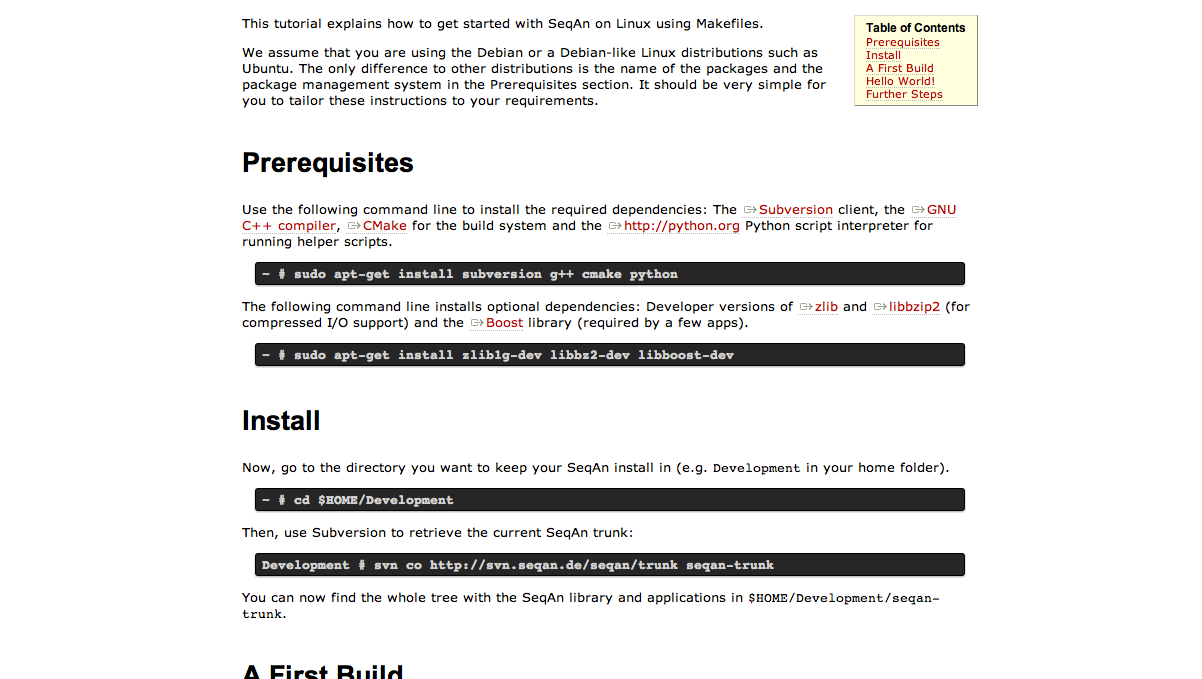 This tutorial explains how to get started with SeqAn on Linux using Makefiles.
We assume that you are using the Debian or a Debian-like Linux distributions such as
Ubuntu. The only difference to other distributions is the name of the packages and the
package management system in the Prerequisites section. It should be very simple for
you to tailor these instructions to your requirements.
Table of Contents
Prerequisites
Install
A First Build
Hello World!
Further Steps
Prerequisites
Use the following command line to install the required dependencies: The Subversion client, the GNU
C++ compiler, CMake for the build system and the http://python.org Python script interpreter for
running helper scripts.
~ # sudo apt-get install subversion g++ cmake python
The following command line installs optional dependencies: Developer versions of zlib and libbzip2 (for
compressed I/O support) and the Boost library (required by a few apps).
~ # sudo apt-get install zlib1g-dev libbz2-dev libboost-dev
Install
Now, go to the directory you want to keep your SeqAn install in (e.g. Development in your home folder).
~ # cd $HOME/Development
Then, use Subversion to retrieve the current SeqAn trunk:
Development # svn co http://svn.seqan.de/seqan/trunk seqan-trunk
You can now find the whole tree with the SeqAn library and applications in $HOME/Development/seqan-
trunk.
A First Build